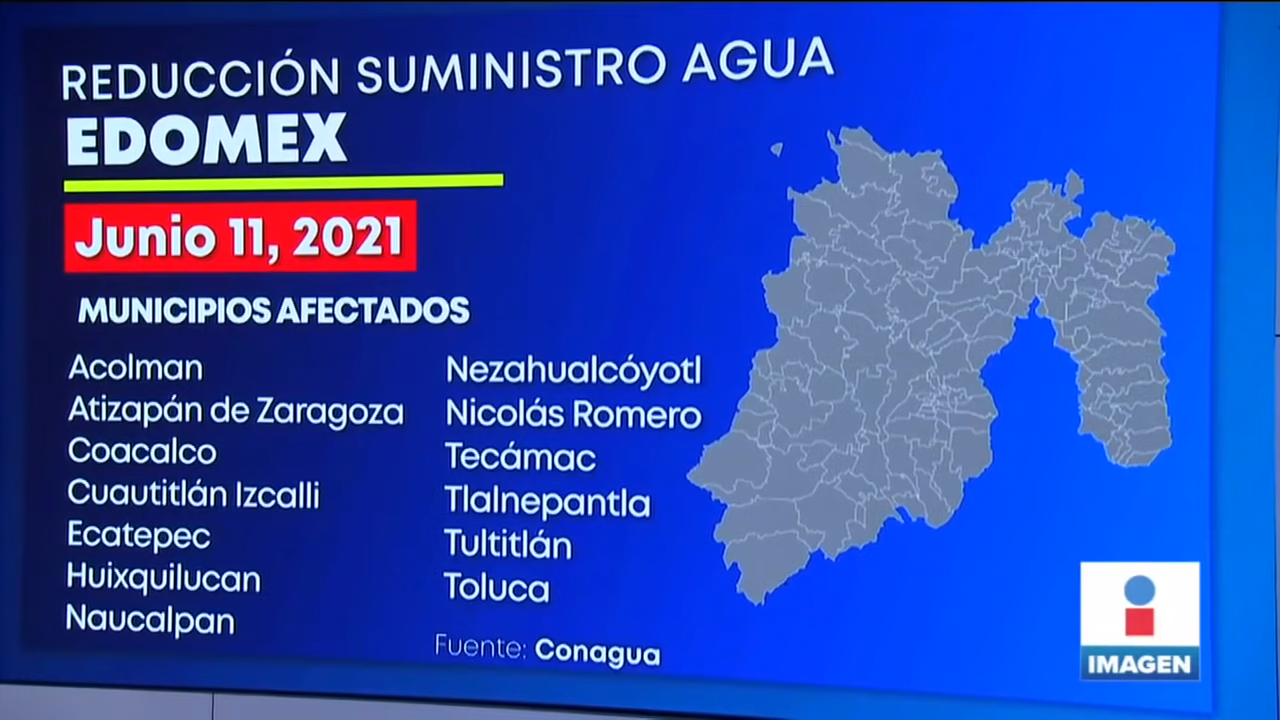 REDUCCIÓN SUMINISTRO AGUA
EDOMEX
Junio 11, 2021
MUNICIPIOS AFECTADOS
Acolman
Atizapán de Zaragoza
Coacalco
Cuautitlán Izcalli
Ecatepec
Huixquilucan
Naucalpan
Nezahualcóyotl
Nicolás Romero
Tecámac
Tlalnepantla
Tultitlán
Toluca
Fuente: Conagua
IMAGEN